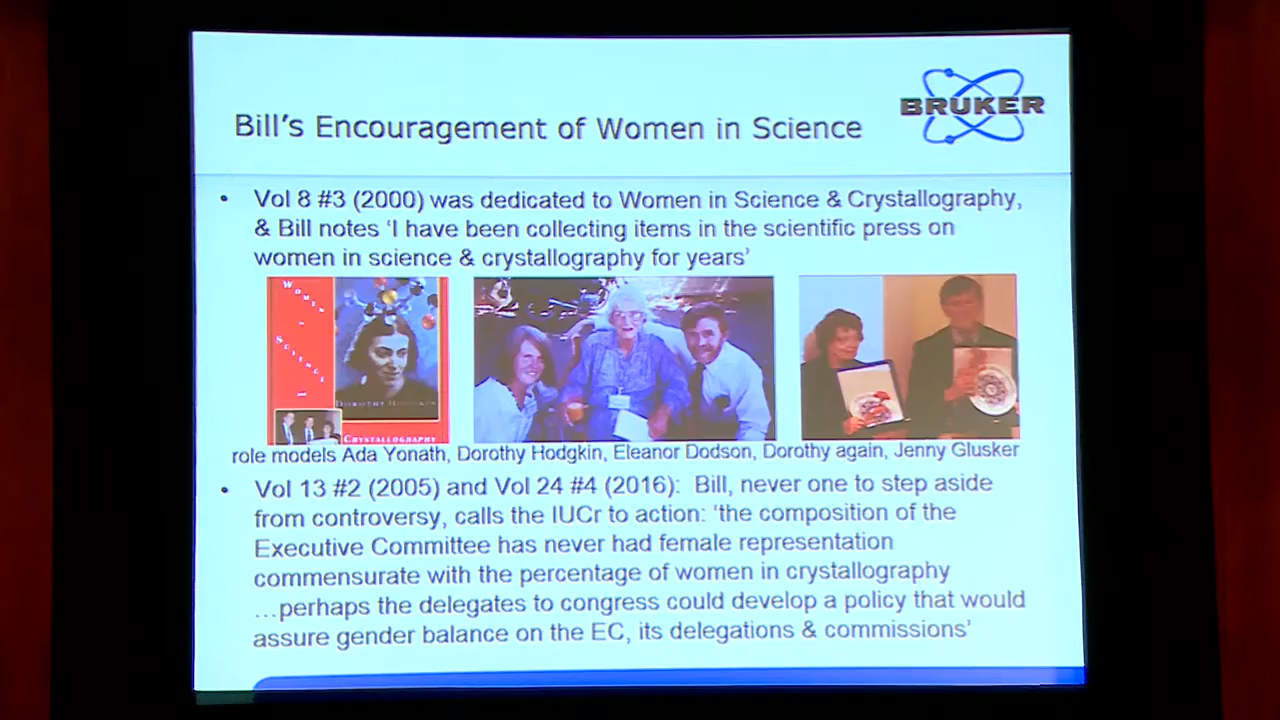 BRUKER
Bill's Encouragement of Women in Science
• Vol 8 #3 (2000) was dedicated to Women in Science & Crystallography,
& Bill notes 'I have been collecting items in the scientific press on
women in science & crystallography for years'
WOMEN
SCIENCE
DOROTHY HODGKIN
CRYSTALLOGRAPHY
role models Ada Yonath, Dorothy Hodgkin, Eleanor Dodson, Dorothy again, Jenny Glusker
• Vol 13 #2 (2005) and Vol 24 #4 (2016): Bill, never one to step aside
from controversy, calls the IUCr to action: 'the composition of the
Executive Committee has never had female representation
commensurate with the percentage of women in crystallography
…perhaps the delegates to congress could develop a policy that would
assure gender balance on the EC, its delegations & commissions'